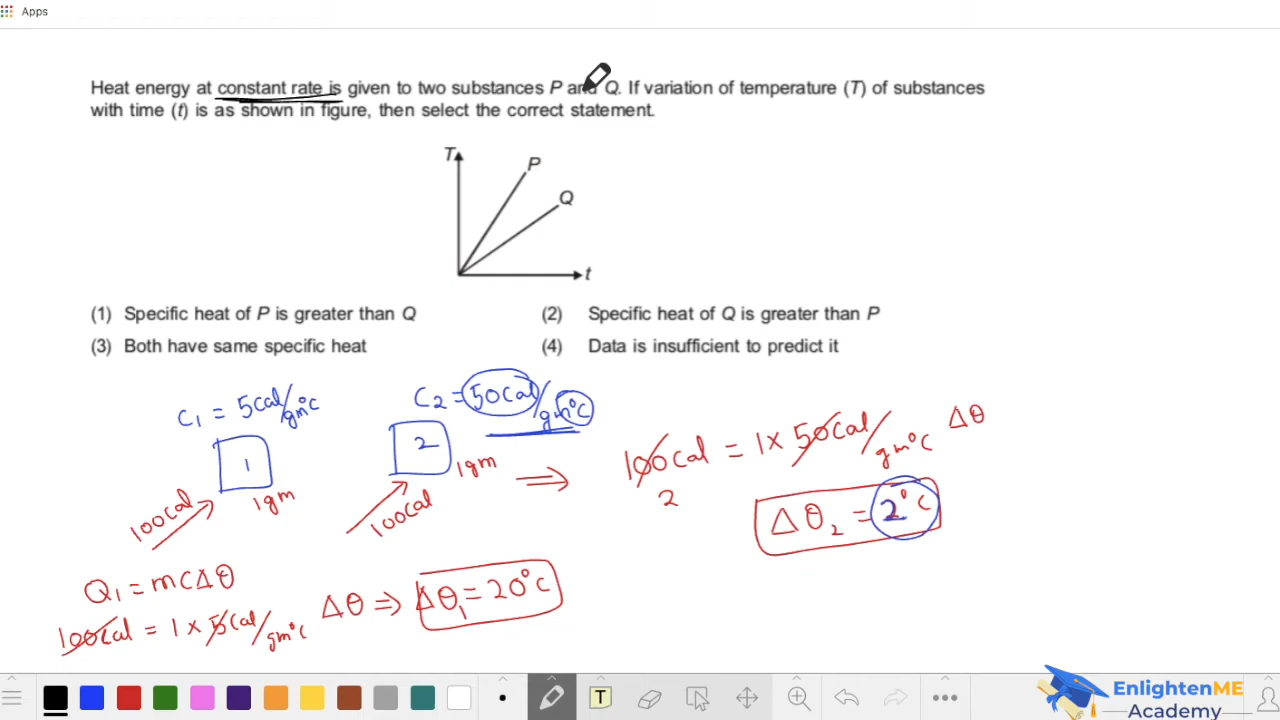 Apps
Heat energy at constant rate is given to two substances P and Q. If variation of temperature (T) of substances
with time (t) is as shown in figure, then select the correct statement.
T
P
Q
t
(1) Specific heat of P is greater than Q
(2) Specific heat of Q is greater than P
(3) Both have same specific heat
(4) Data is insufficient to predict it
C₁ = 5Cal/gm°C
1
100Cal
1gm
C₂ = 50Cal/gm°C
2
1gm
100Cal
⇒ 100Cal = 1 × 50Cal/gm°C Δθ
2
Δθ₂ = 2°C
Q₁ = mCΔθ
100Cal = 1 × 5Cal/gm°C Δθ ⇒ Δθ₁ = 20°C
T
EnlightenME
Academy